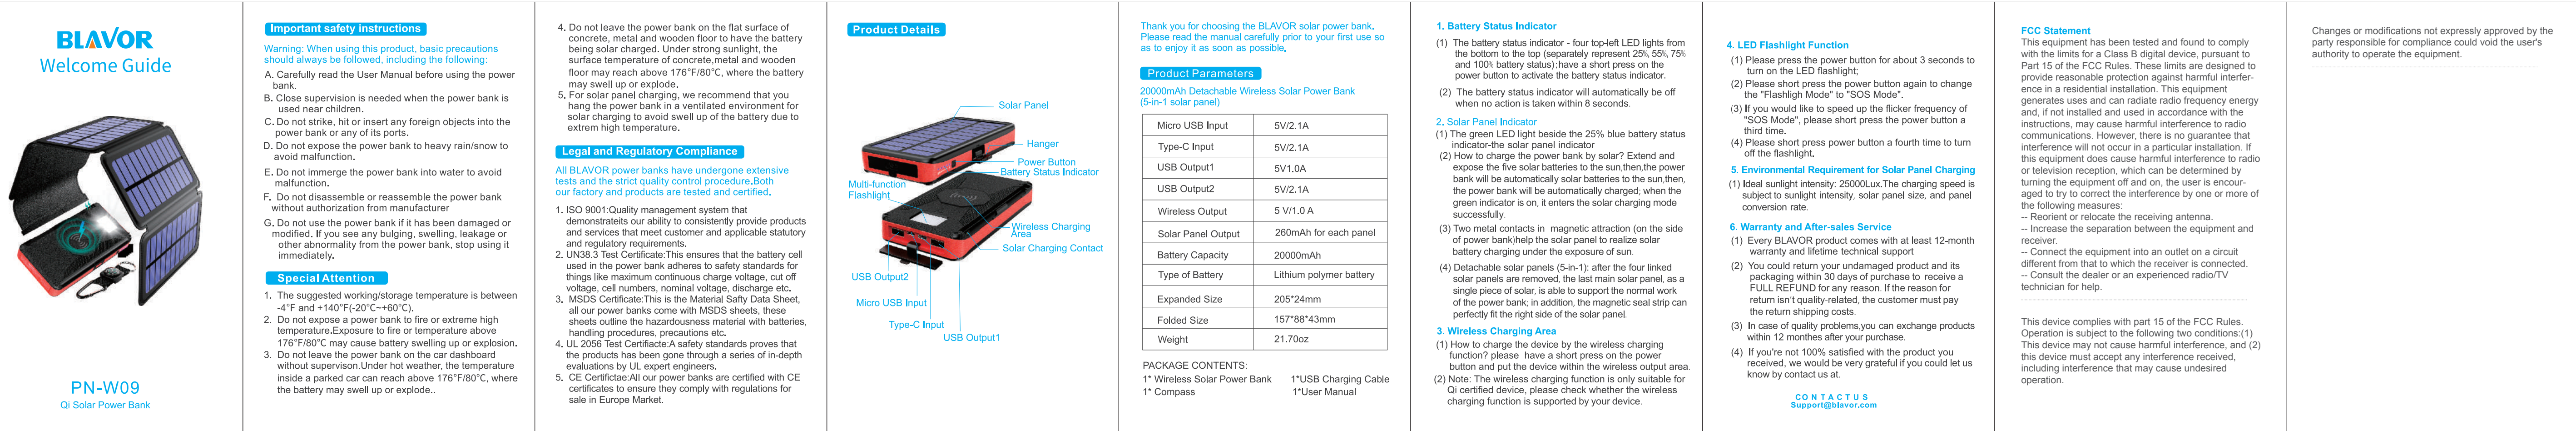 BLAVOR
Welcome Guide
PN-W09
Qi Solar Power Bank
Important safety instructions
Warning: When using this product, basic precautions
should always be followed, including the following:
A. Carefully read the User Manual before using the power
bank.
B. Close supervision is needed when the power bank is
used near children.
C. Do not strike, hit or insert any foreign objects into the
power bank or any of its ports.
D. Do not expose the power bank to heavy rain/snow to
avoid malfunction.
E. Do not immerge the power bank into water to avoid
malfunction.
F. Do not disassemble or reassemble the power bank
without authorization from manufacturer
G. Do not use the power bank if it has been damaged or
modified. If you see any bulging, swelling, leakage or
other abnormality from the power bank, stop using it
immediately.
Special Attention
1. The suggested working/storage temperature is between
-4°F and +140°F(-20°C~+60°C).
2. Do not expose a power bank to fire or extreme high
temperature.Exposure to fire or temperature above
176°F/80°C may cause battery swelling up or explosion.
3. Do not leave the power bank on the car dashboard
without supervison.Under hot weather, the temperature
inside a parked car can reach above 176°F/80°C, where
the battery may swell up or explode..
4. Do not leave the power bank on the flat surface of
concrete, metal and wooden floor to have the battery
being solar charged. Under strong sunlight, the
surface temperature of concrete,metal and wooden
floor may reach above 176°F/80°C, where the battery
may swell up or explode.
5. For solar panel charging, we recommend that you
hang the power bank in a ventilated environment for
solar charging to avoid swell up of the battery due to
extrem high temperature.
Legal and Regulatory Compliance
All BLAVOR power banks have undergone extensive
tests and the strict quality control procedure.Both
our factory and products are tested and certified.
1. ISO 9001:Quality management system that
demonstrateits our ability to consistently provide products
and services that meet customer and applicable statutory
and regulatory requirements.
2. UN38.3 Test Certificate:This ensures that the battery cell
used in the power bank adheres to safety standards for
things like maximum continuous charge voltage, cut off
voltage, cell numbers, nominal voltage, discharge etc.
3. MSDS Certificate:This is the Material Safty Data Sheet,
all our power banks come with MSDS sheets, these
sheets outline the hazardousness material with batteries,
handling procedures, precautions etc.
4. UL 2056 Test Certifiacte:A safety standards proves that
the products has been gone through a series of in-depth
evaluations by UL expert engineers.
5. CE Certifictae:All our power banks are certified with CE
certificates to ensure they comply with regulations for
sale in Europe Market.
Product Details
Solar Panel
Hanger
Power Button
Battery Status Indicator
Multi-function
Flashlight
Wireless Charging
Area
Solar Charging Contact
USB Output2
Micro USB Input
Type-C Input
USB Output1
Thank you for choosing the BLAVOR solar power bank.
Please read the manual carefully prior to your first use so
as to enjoy it as soon as possible.
Product Parameters
20000mAh Detachable Wireless Solar Power Bank
(5-in-1 solar panel)
Micro USB Input 5V/2.1A
Type-C Input 5V/2.1A
USB Output1 5V1.0A
USB Output2 5V/2.1A
Wireless Output 5 V/1.0 A
Solar Panel Output 260mAh for each panel
Battery Capacity 20000mAh
Type of Battery Lithium polymer battery
Expanded Size 205*24mm
Folded Size 157*88*43mm
Weight 21.70oz
PACKAGE CONTENTS:
1* Wireless Solar Power Bank 1*USB Charging Cable
1* Compass 1*User Manual
1. Battery Status Indicator
(1) The battery status indicator - four top-left LED lights from
the bottom to the top (separately represent 25%, 55%, 75%
and 100% battery status);have a short press on the
power button to activate the battery status indicator.
(2) The battery status indicator will automatically be off
when no action is taken within 8 seconds.
2. Solar Panel Indicator
(1) The green LED light beside the 25% blue battery status
indicator-the solar panel indicator
(2) How to charge the power bank by solar? Extend and
expose the five solar batteries to the sun,then,the power
bank will be automatically solar batteries to the sun,then,
the power bank will be automatically charged; when the
green indicator is on, it enters the solar charging mode
successfully.
(3) Two metal contacts in magnetic attraction (on the side
of power bank)help the solar panel to realize solar
battery charging under the exposure of sun.
(4) Detachable solar panels (5-in-1): after the four linked
solar panels are removed, the last main solar panel, as a
single piece of solar, is able to support the normal work
of the power bank; in addition, the magnetic seal strip can
perfectly fit the right side of the solar panel.
3. Wireless Charging Area
(1) How to charge the device by the wireless charging
function? please have a short press on the power
button and put the device within the wireless output area.
(2) Note: The wireless charging function is only suitable for
Qi certified device, please check whether the wireless
charging function is supported by your device.
4. LED Flashlight Function
(1) Please press the power button for about 3 seconds to
turn on the LED flashlight;
(2) Please short press the power button again to change
the "Flashligh Mode" to "SOS Mode".
(3) If you would like to speed up the flicker frequency of
"SOS Mode", please short press the power button a
third time.
(4) Please short press power button a fourth time to turn
off the flashlight.
5. Environmental Requirement for Solar Panel Charging
(1) Ideal sunlight intensity: 25000Lux.The charging speed is
subject to sunlight intensity, solar panel size, and panel
conversion rate.
6. Warranty and After-sales Service
(1) Every BLAVOR product comes with at least 12-month
warranty and lifetime technical support
(2) You could return your undamaged product and its
packaging within 30 days of purchase to receive a
FULL REFUND for any reason. If the reason for
return isn't quality-related, the customer must pay
the return shipping costs.
(3) In case of quality problems,you can exchange products
within 12 monthes after your purchase.
(4) If you're not 100% satisfied with the product you
received, we would be very grateful if you could let us
know by contact us at.
CONTACTUS
Support@blavor.com
FCC Statement
This equipment has been tested and found to comply
with the limits for a Class B digital device, pursuant to
Part 15 of the FCC Rules. These limits are designed to
provide reasonable protection against harmful interfer-
ence in a residential installation. This equipment
generates uses and can radiate radio frequency energy
and, if not installed and used in accordance with the
instructions, may cause harmful interference to radio
communications. However, there is no guarantee that
interference will not occur in a particular installation. If
this equipment does cause harmful interference to radio
or television reception, which can be determined by
turning the equipment off and on, the user is encour-
aged to try to correct the interference by one or more of
the following measures:
-- Reorient or relocate the receiving antenna.
-- Increase the separation between the equipment and
receiver.
-- Connect the equipment into an outlet on a circuit
different from that to which the receiver is connected.
-- Consult the dealer or an experienced radio/TV
technician for help.
This device complies with part 15 of the FCC Rules.
Operation is subject to the following two conditions:(1)
This device may not cause harmful interference, and (2)
this device must accept any interference received,
including interference that may cause undesired
operation.
Changes or modifications not expressly approved by the
party responsible for compliance could void the user's
authority to operate the equipment.